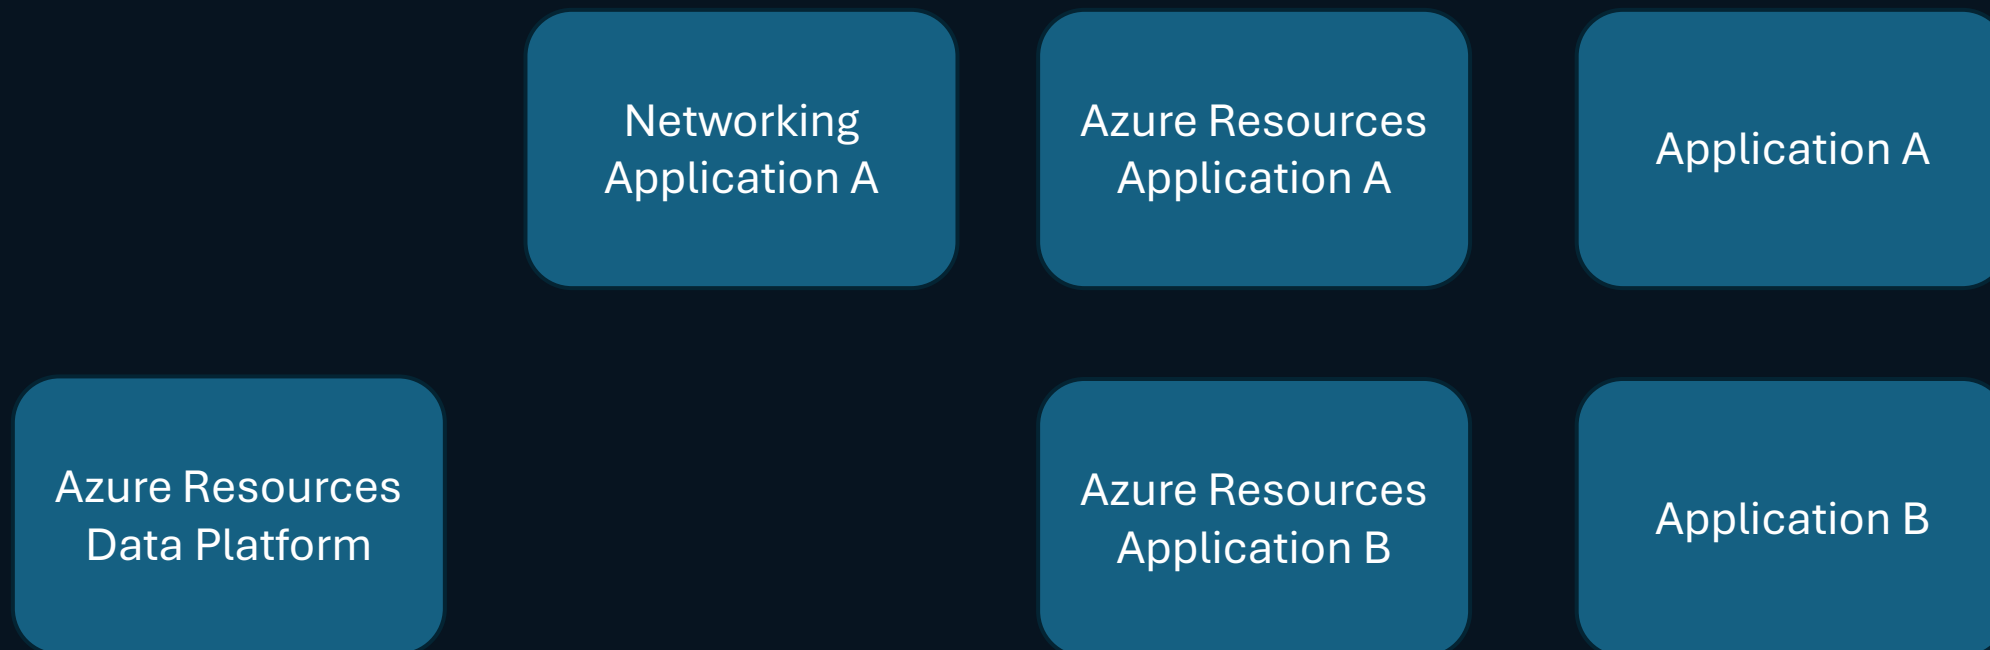 Networking
Application A
Azure Resources
Application A
Application A
Azure Resources
Data Platform
Azure Resources
Application B
Application B